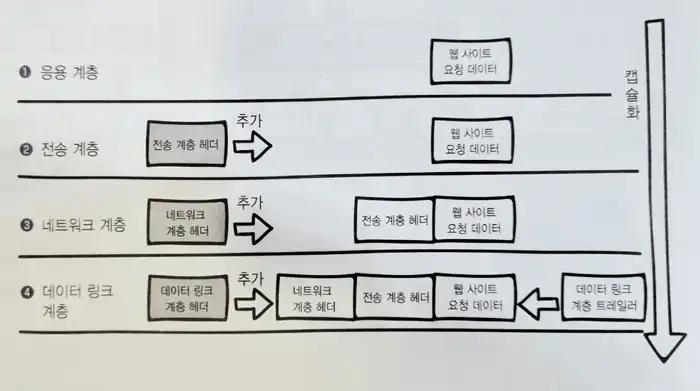 ❶ 응용 계층
웹 사이트
요청 데이터
캡슐화
❷ 전송 계층
전송 계층 헤더
추가
웹 사이트
요청 데이터
❸ 네트워크 계층
네트워크
계층 헤더
추가
전송 계층 헤더
웹 사이트
요청 데이터
❹ 데이터 링크
계층
데이터 링크
계층 헤더
추가
네트워크
계층 헤더
전송 계층 헤더
웹 사이트
요청 데이터
데이터 링크
계층 트레일러